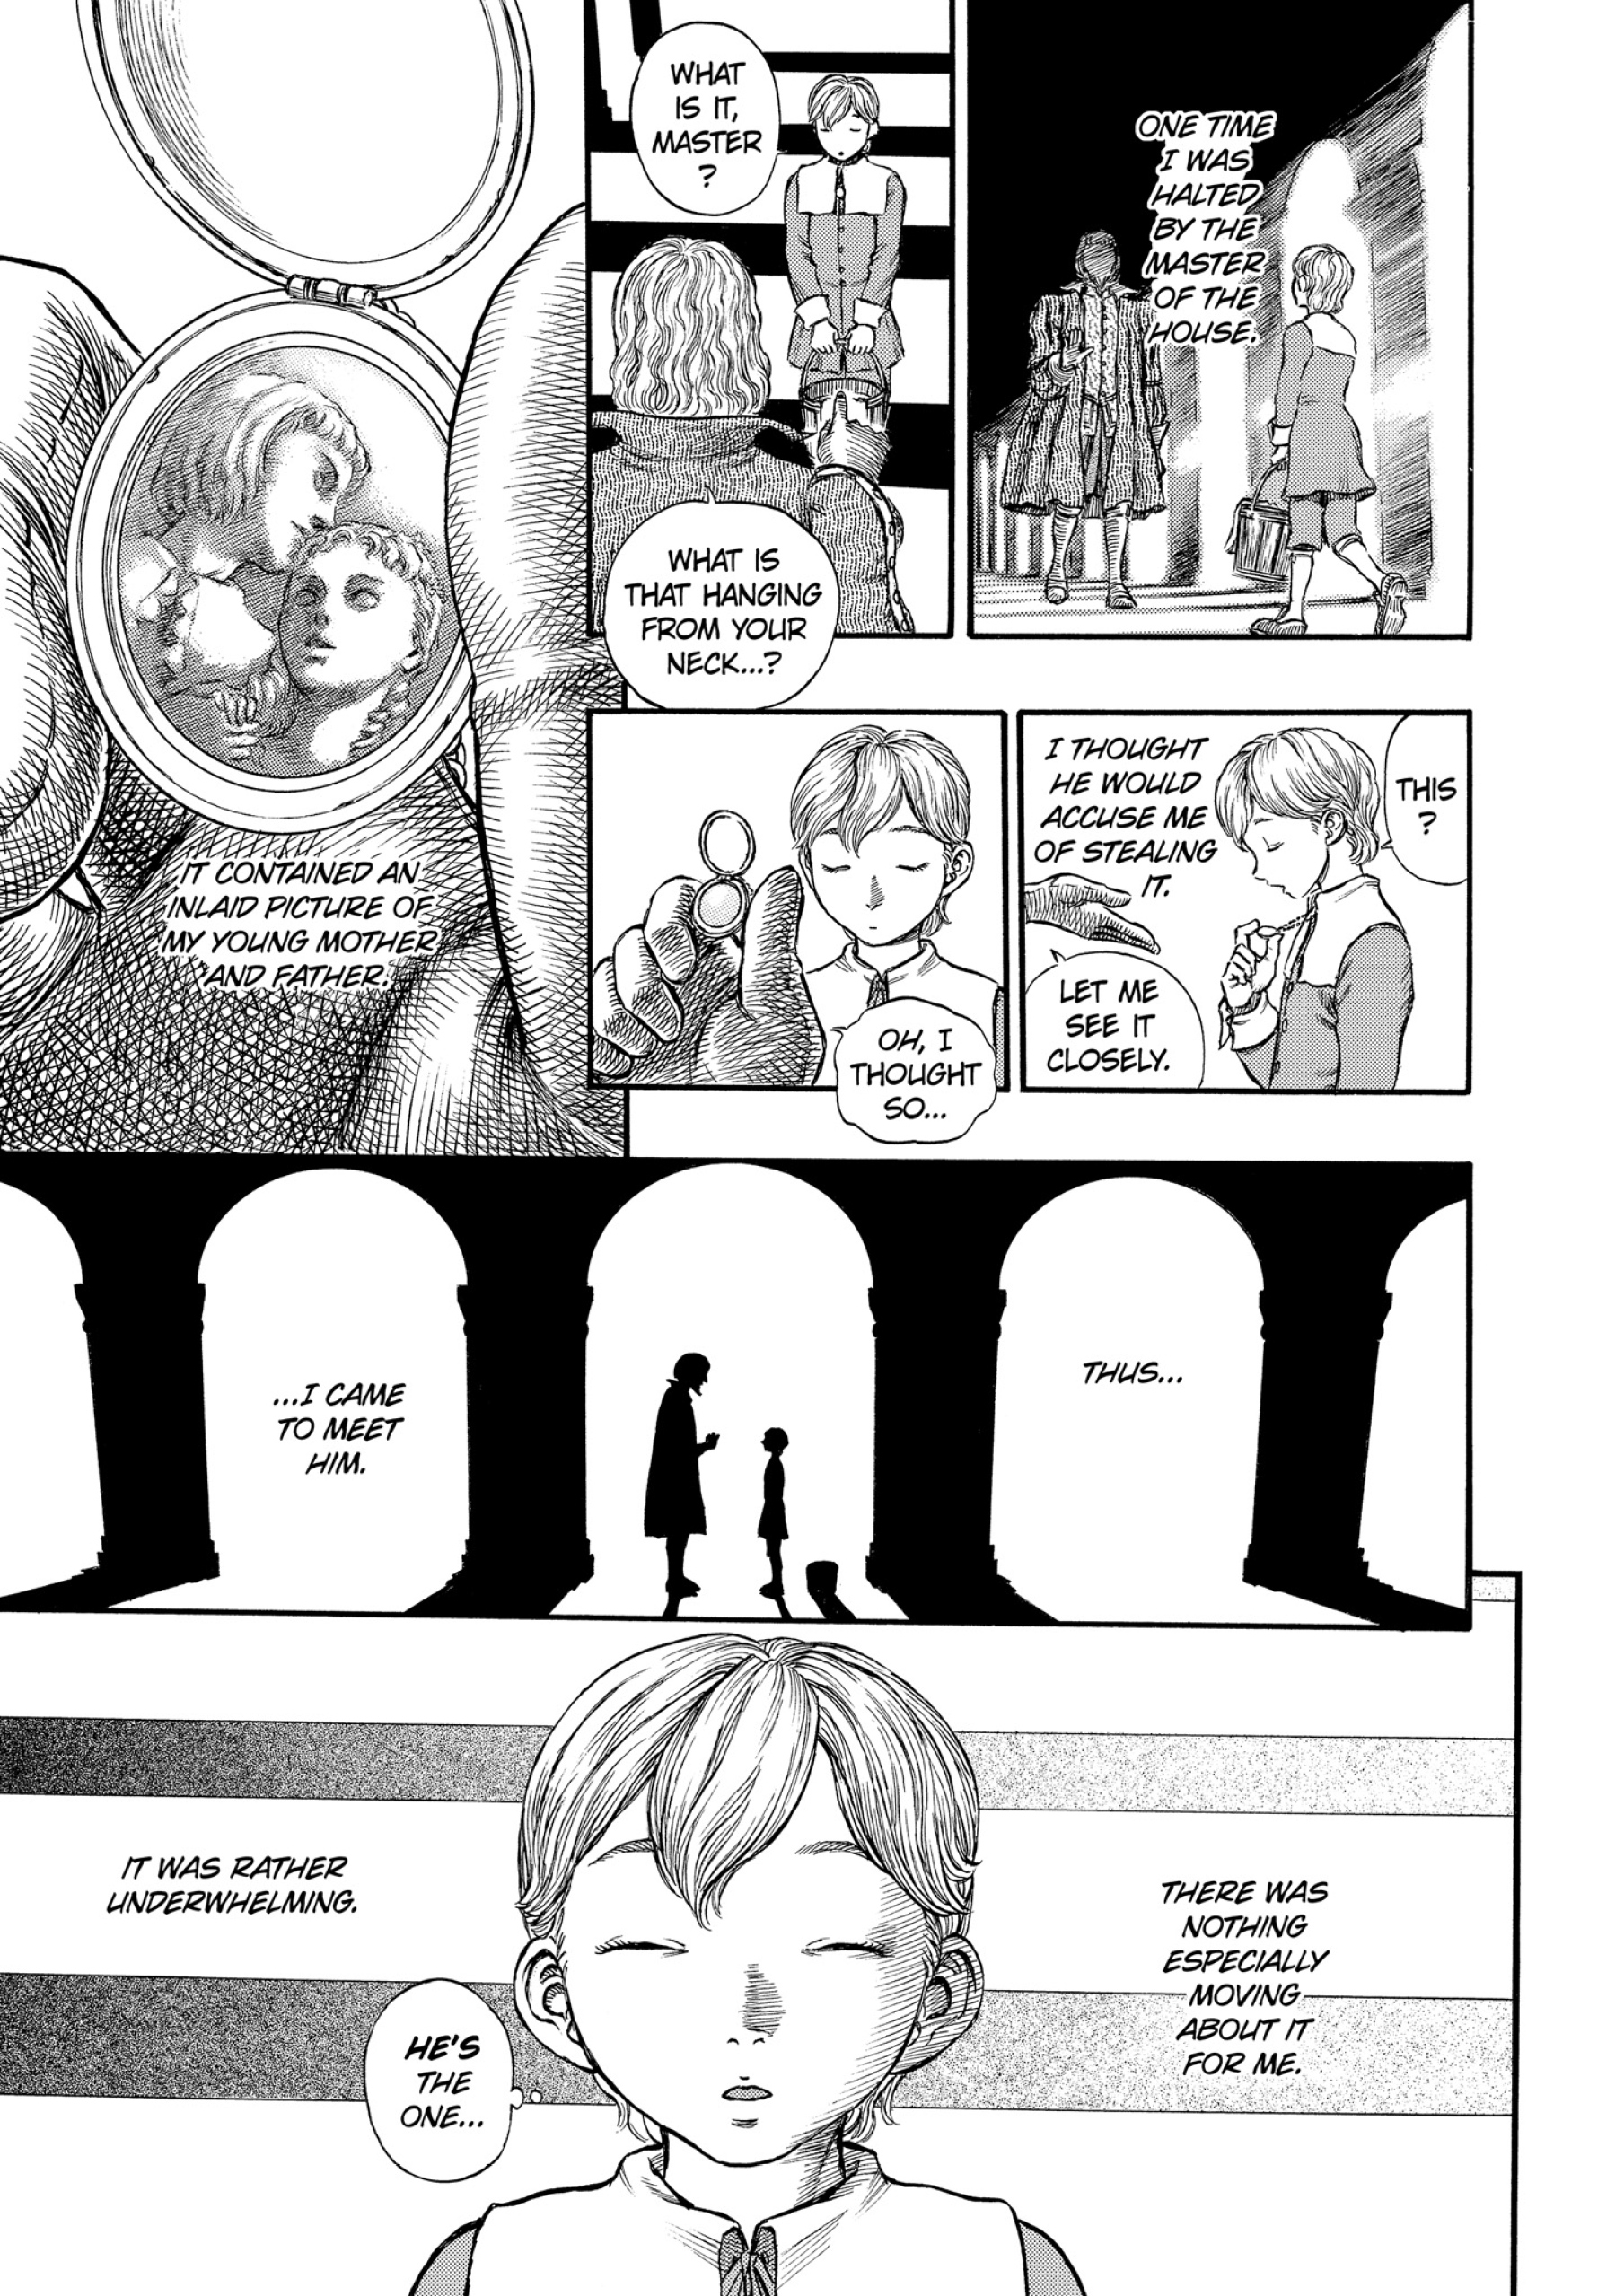 ONE TIME
I WAS
HALTED
BY THE
MASTER
OF THE
HOUSE.
WHAT
IS IT,
MASTER
?
WHAT IS
THAT HANGING
FROM YOUR
NECK...?
THIS
?
I THOUGHT
HE WOULD
ACCUSE ME
OF STEALING
IT.
LET ME
SEE IT
CLOSELY.
OH, I
THOUGHT
SO...
IT CONTAINED AN
INLAID PICTURE OF
MY YOUNG MOTHER
AND FATHER.
THUS...
...I CAME
TO MEET
HIM.
THERE WAS
NOTHING
ESPECIALLY
MOVING
ABOUT IT
FOR ME.
HE'S
THE
ONE...
IT WAS RATHER
UNDERWHELMING.